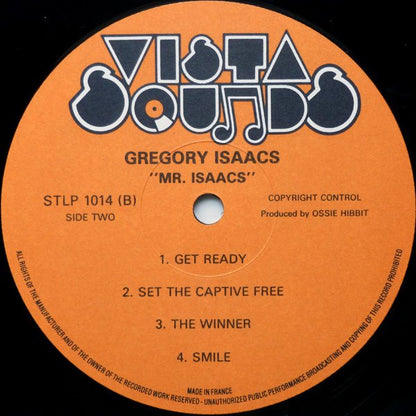 VISTA
SOUNDS
GREGORY ISAACS
"MR. ISAACS"
STLP 1014 (B)
SIDE TWO
COPYRIGHT CONTROL
Produced by OSSIE HIBBIT
1. GET READY
2. SET THE CAPTIVE FREE
3. THE WINNER
4. SMILE
MADE IN FRANCE
ALL RIGHTS OF THE MANUFACTURER AND OF THE OWNER OF THE RECORDED WORK RESERVED - UNAUTHORIZED PUBLIC PERFORMANCE BROADCASTING AND COPYING OF THIS RECORD PROHIBITED